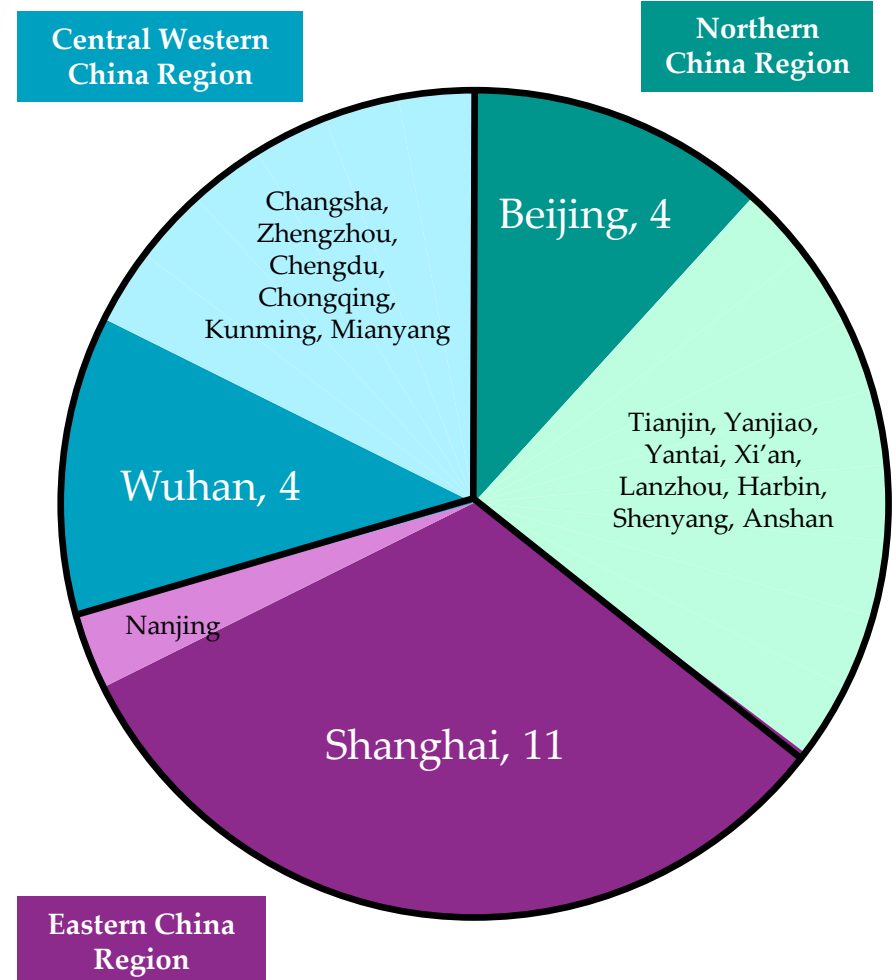 Central Western
China Region
Northern
China Region
Changsha,
Zhengzhou,
Chengdu,
Chongqing,
Kunming, Mianyang
Beijing, 4
Tianjin, Yanjiao,
Yantai, Xi’an,
Lanzhou, Harbin,
Shenyang, Anshan
Wuhan, 4
Nanjing
Shanghai, 11
Eastern China
Region